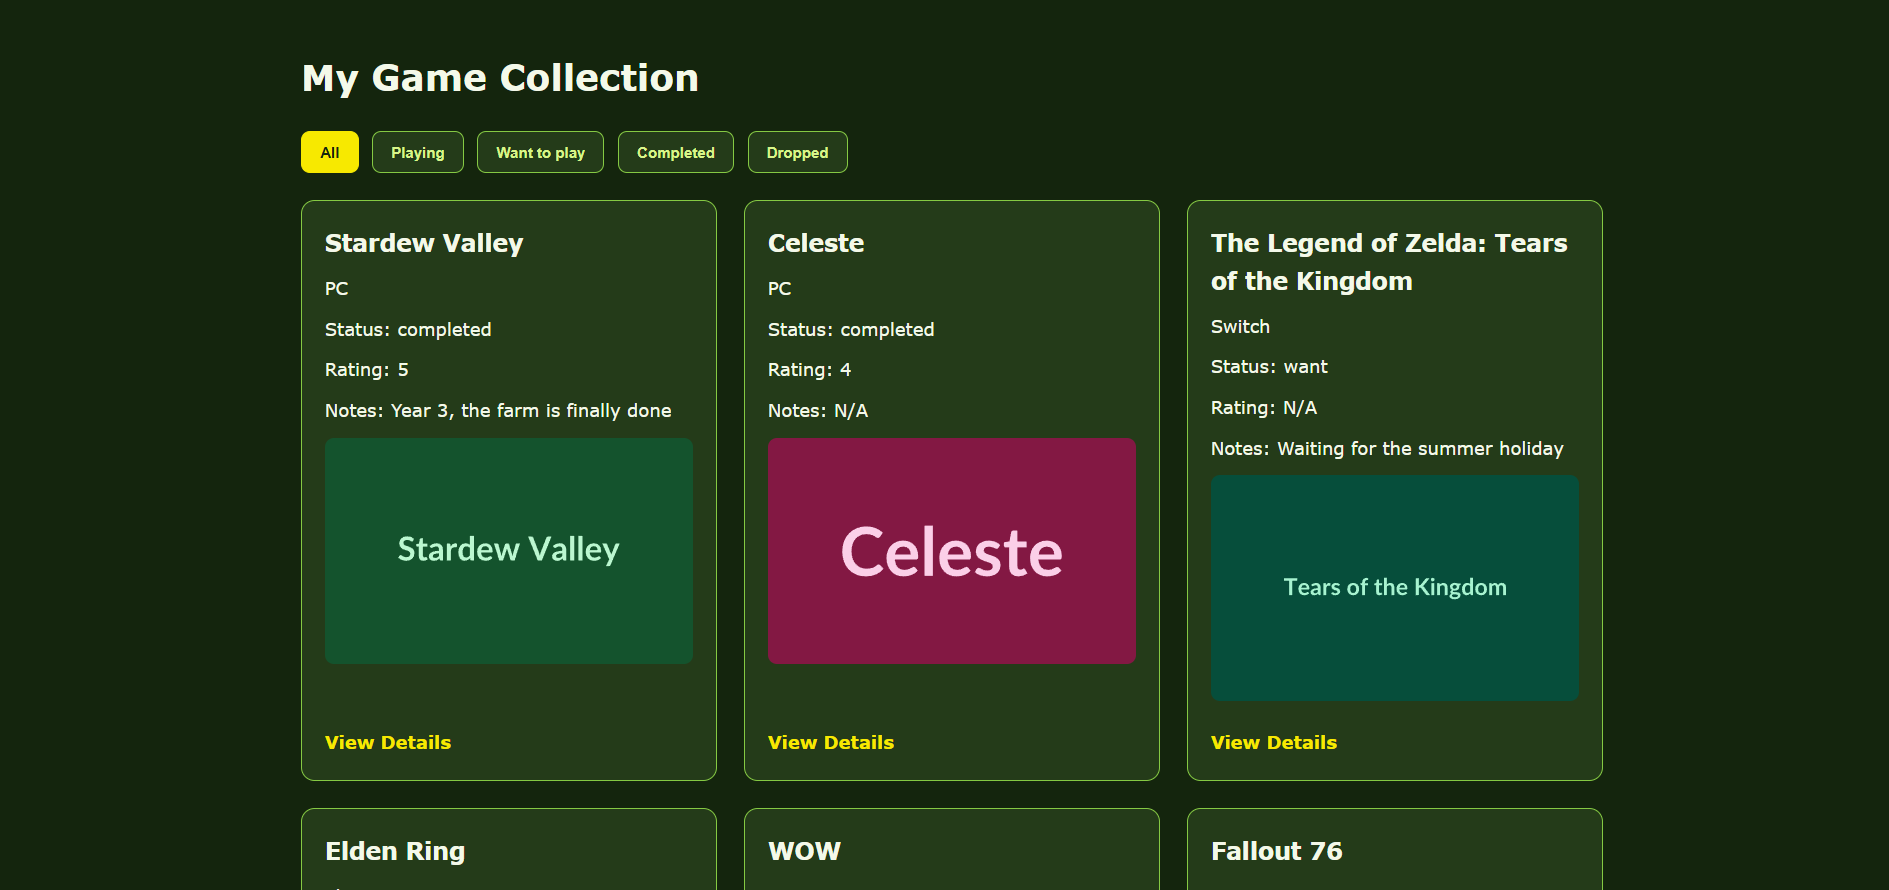 My Game Collection
All
Playing
Want to play
Completed
Dropped
Stardew Valley
PC
Status: completed
Rating: 5
Notes: Year 3, the farm is finally done
Stardew Valley
View Details
Celeste
PC
Status: completed
Rating: 4
Notes: N/A
Celeste
View Details
The Legend of Zelda: Tears
of the Kingdom
Switch
Status: want
Rating: N/A
Notes: Waiting for the summer holiday
Tears of the Kingdom
View Details
Elden Ring
WOW
Fallout 76